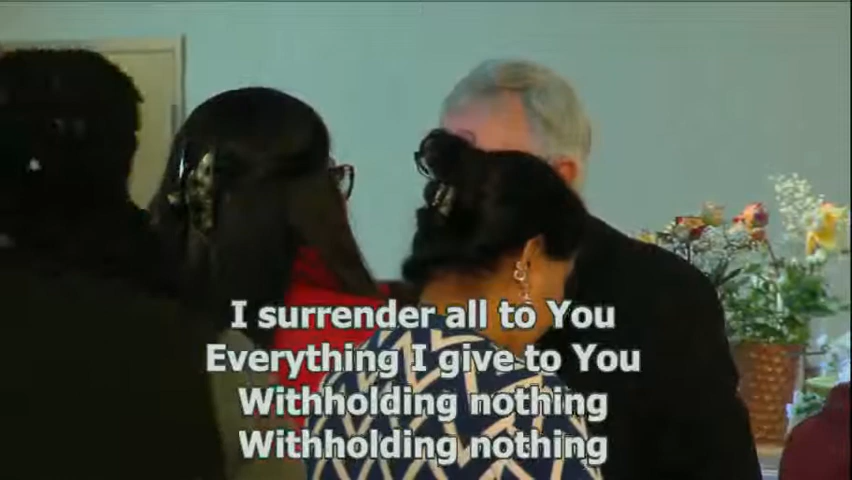 I surrender all to You
Everything I give to You
Withholding nothing
Withholding nothing